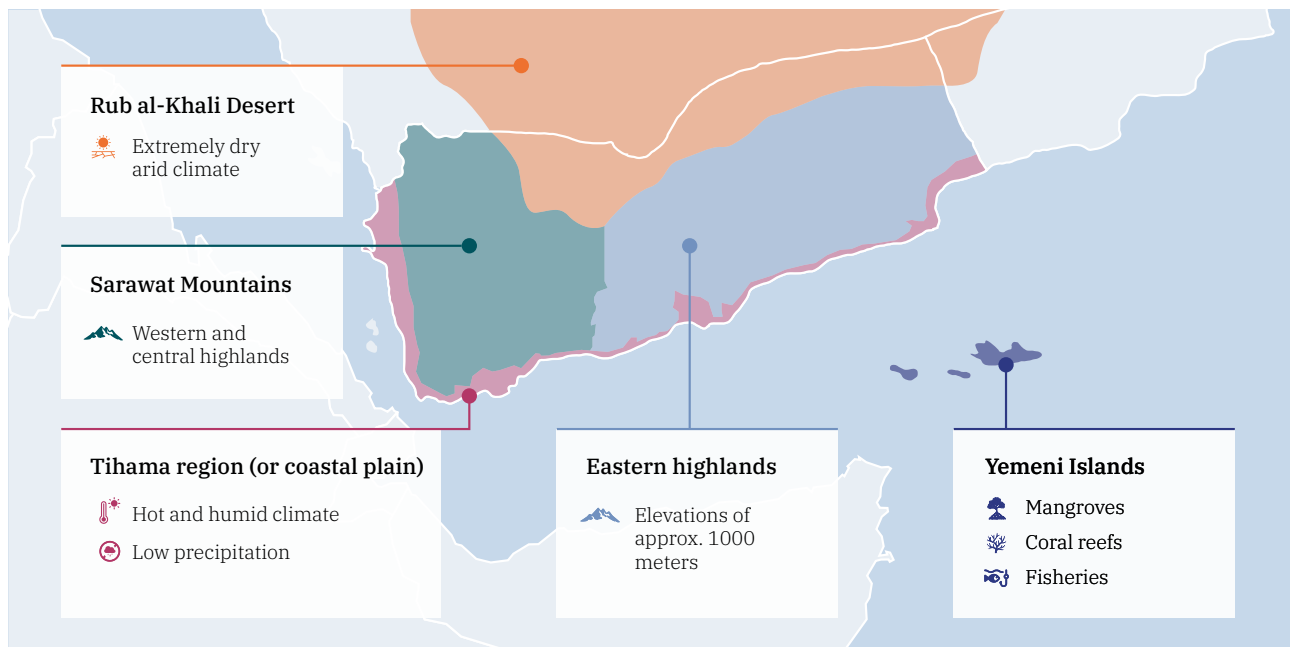 Rub al-Khali Desert
Extremely dry
arid climate
Sarawat Mountains
Western and
central highlands
Tihama region (or coastal plain)
Hot and humid climate
Low precipitation
Eastern highlands
Elevations of
approx. 1000
meters
Yemeni Islands
Mangroves
Coral reefs
Fisheries